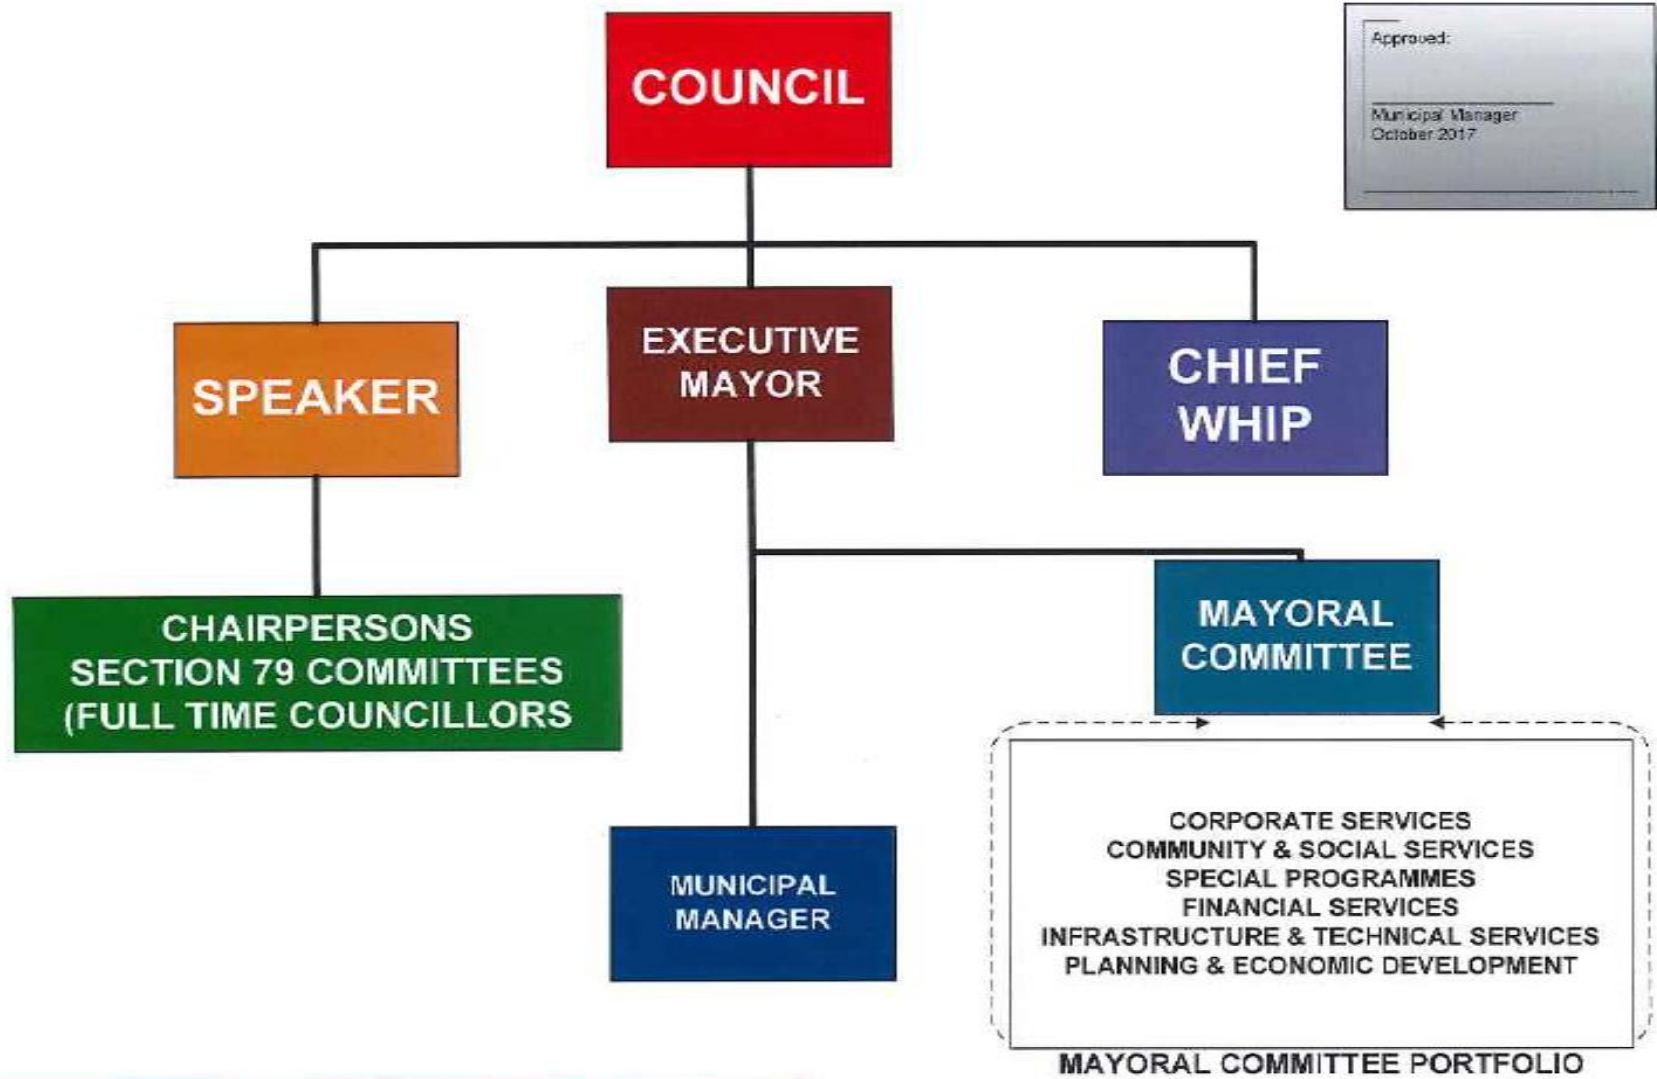 COUNCIL
Approved:
Municipal Manager
October 2017
SPEAKER
EXECUTIVE
MAYOR
CHIEF
WHIP
CHAIRPERSONS
SECTION 79 COMMITTEES
(FULL TIME COUNCILLORS
MAYORAL
COMMITTEE
MUNICIPAL
MANAGER
CORPORATE SERVICES
COMMUNITY & SOCIAL SERVICES
SPECIAL PROGRAMMES
FINANCIAL SERVICES
INFRASTRUCTURE & TECHNICAL SERVICES
PLANNING & ECONOMIC DEVELOPMENT
MAYORAL COMMITTEE PORTFOLIO